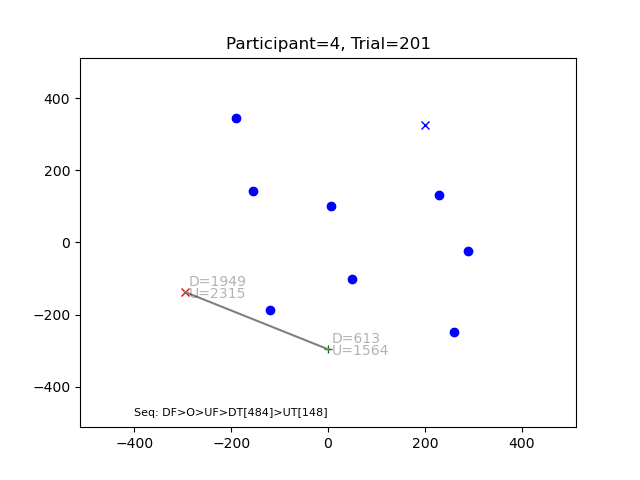 Participant=4, Trial=201
400
200
0
−200
−400
D=1949
U=2315
D=613
U=1564
Seq: DF>O>UF>DT[484]>UT[148]
−400
−200
0
200
400